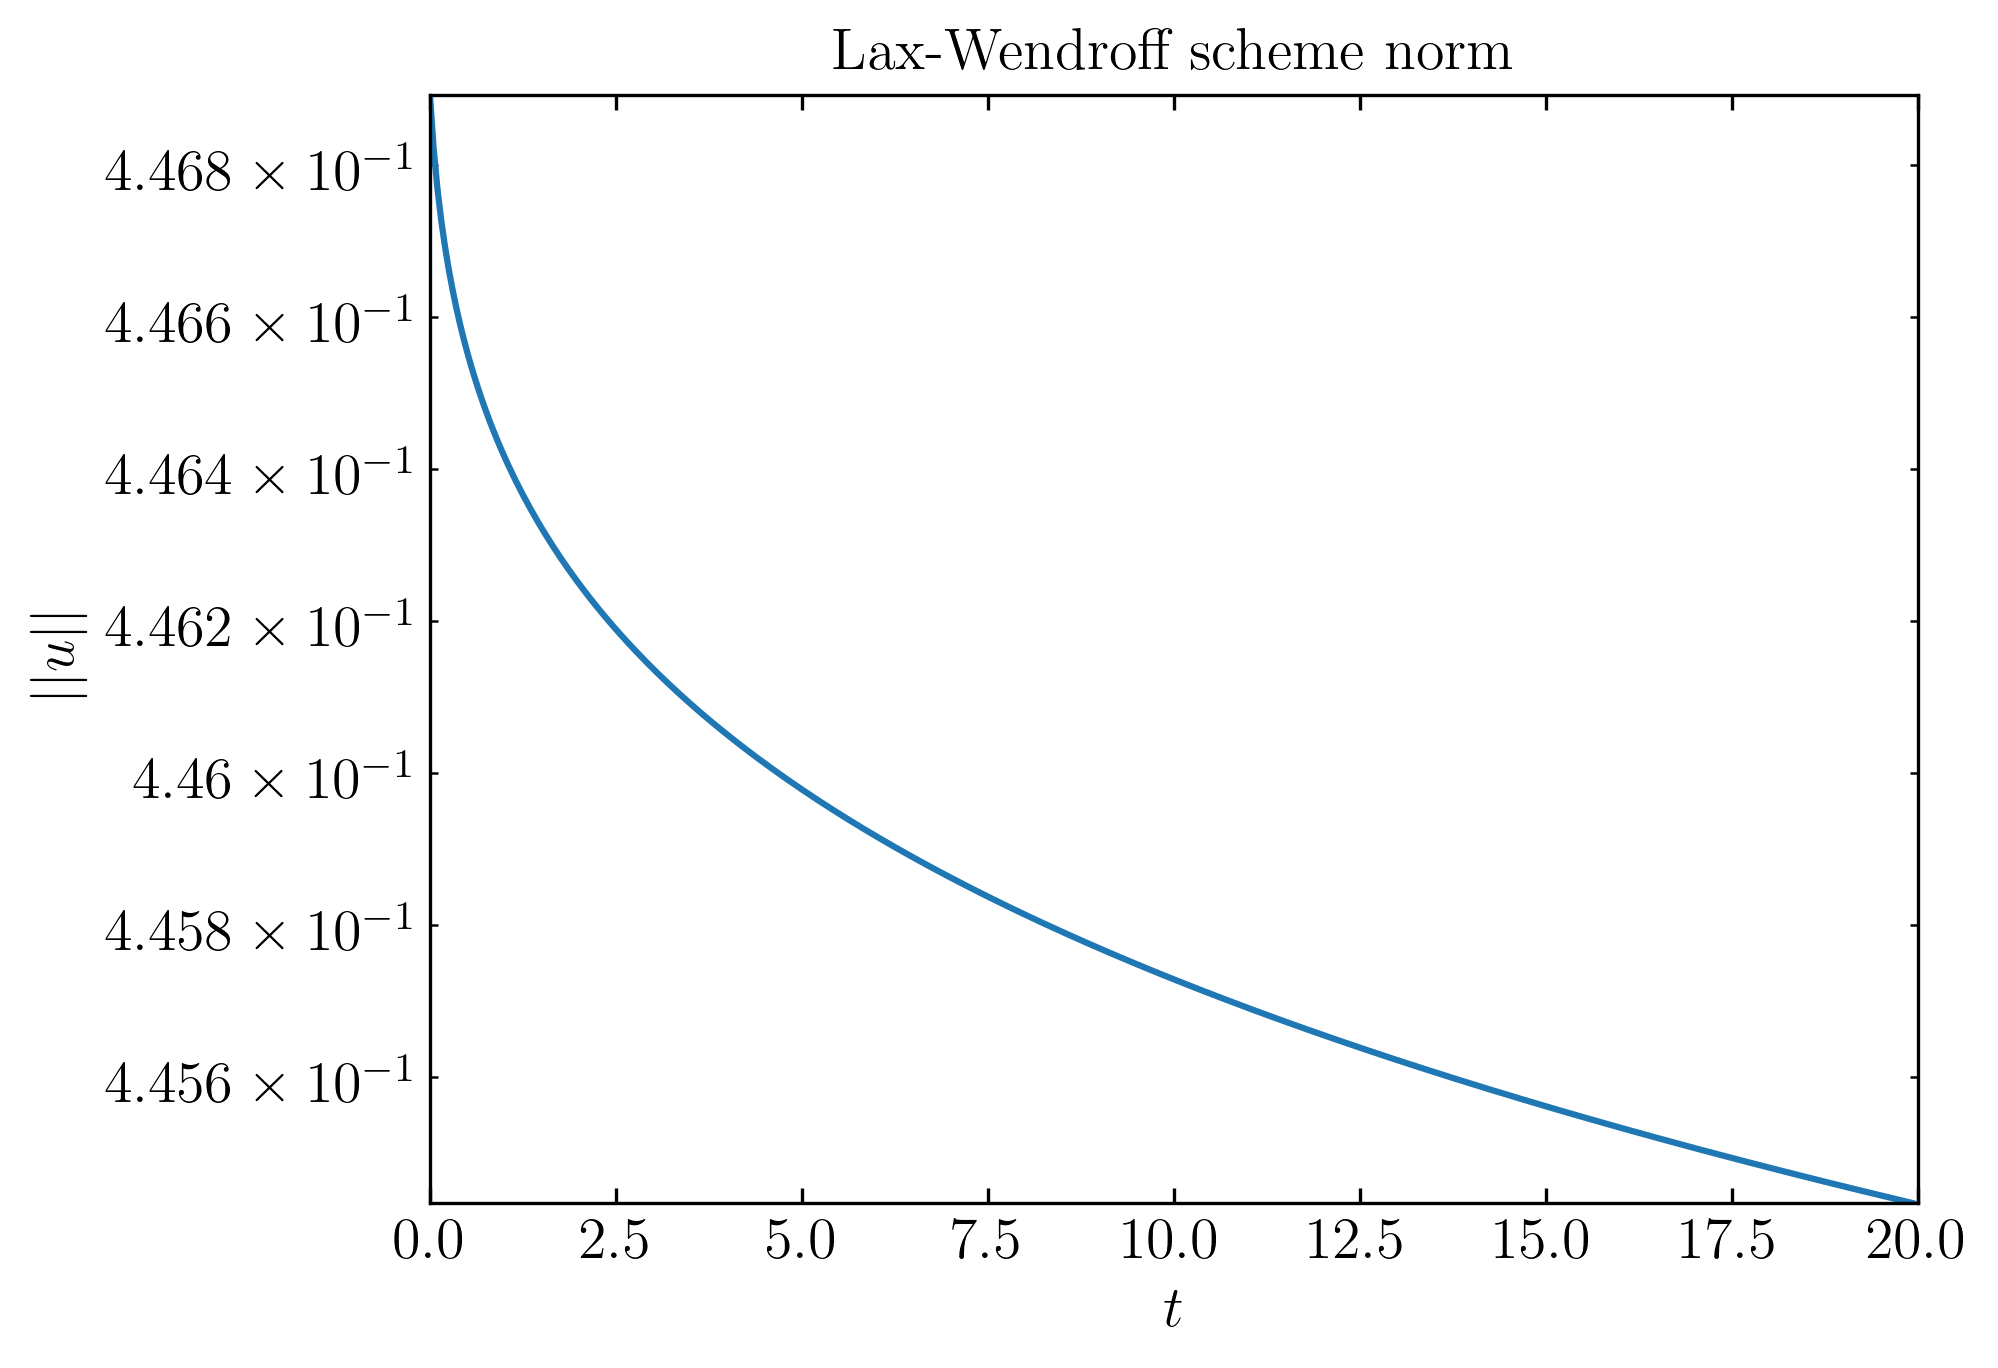 Lax-Wendroff scheme norm
4.468 × 10⁻¹
4.466 × 10⁻¹
4.464 × 10⁻¹
4.462 × 10⁻¹
4.46 × 10⁻¹
4.458 × 10⁻¹
4.456 × 10⁻¹
||u||
0.0 2.5 5.0 7.5 10.0 12.5 15.0 17.5 20.0
t